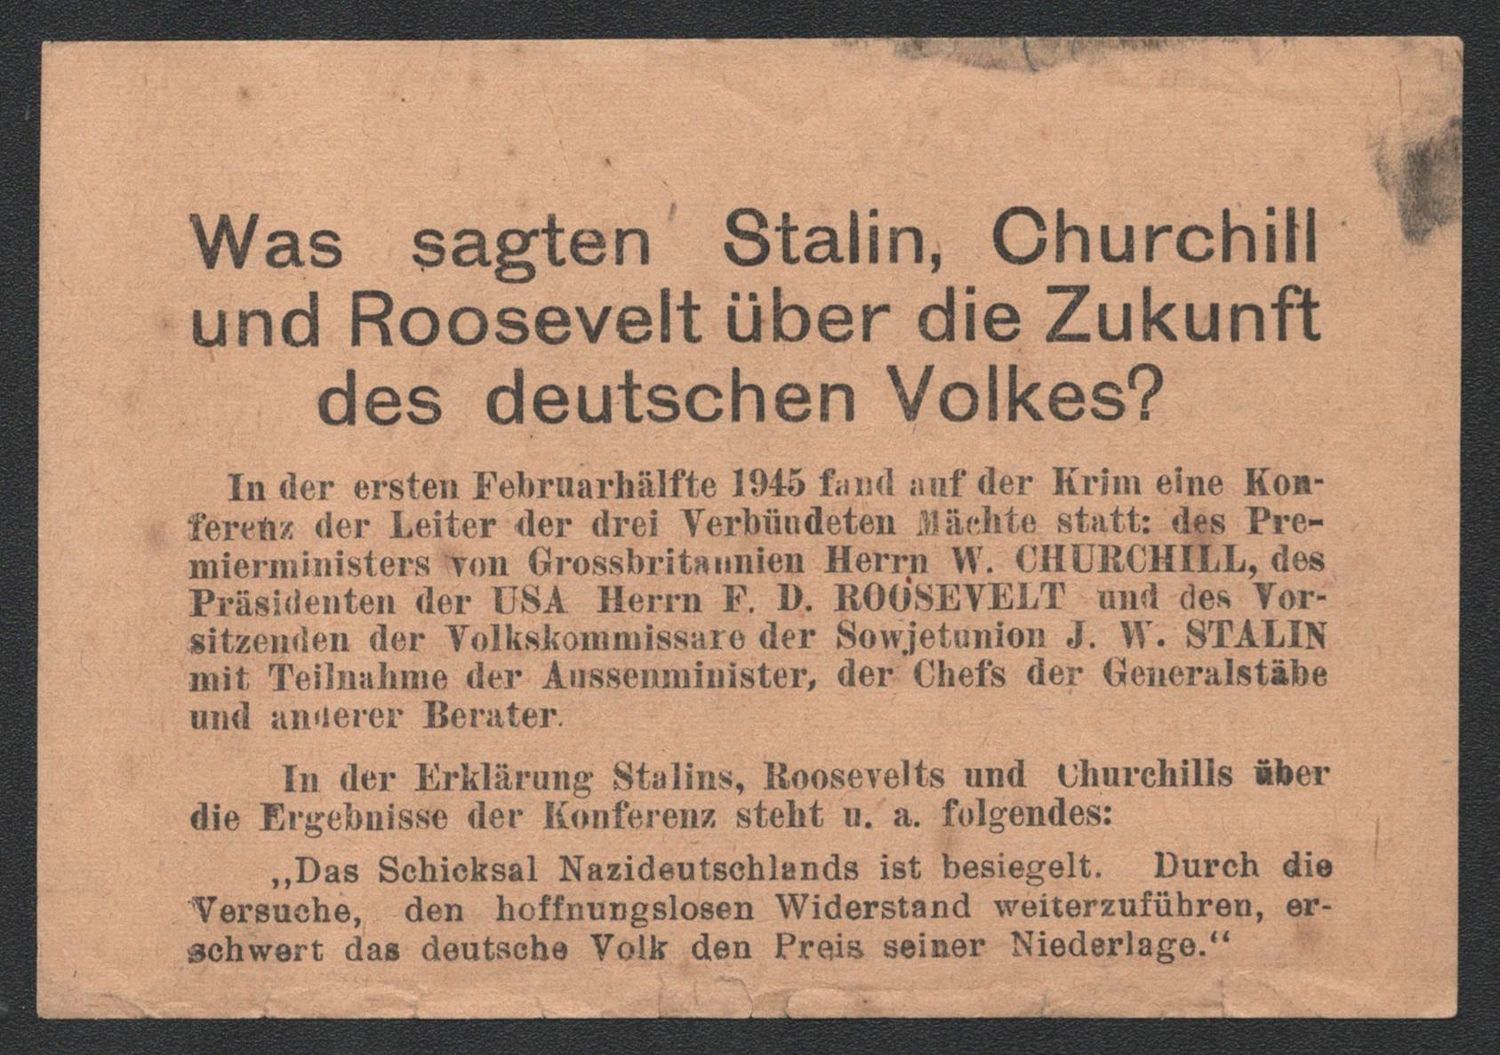 Was sagten Stalin, Churchill
und Roosevelt über die Zukunft
des deutschen Volkes?
In der ersten Februarhälfte 1945 fand auf der Krim eine Kon-
ferenz der Leiter der drei Verbündeten Mächte statt: des Pre-
mierministers von Grossbritannien Herrn W. CHURCHILL, des
Präsidenten der USA Herrn F. D. ROOSEVELT und des Vor-
sitzenden der Volkskommissare der Sowjetunion J. W. STALIN
mit Teilnahme der Aussenminister, der Chefs der Generalstäbe
und anderer Berater.
In der Erklärung Stalins, Roosevelts und Churchills über
die Ergebnisse der Konferenz steht u. a. folgendes:
„Das Schicksal Nazideutschlands ist besiegelt. Durch die
Versuche, den hoffnungslosen Widerstand weiterzuführen, er-
schwert das deutsche Volk den Preis seiner Niederlage.“